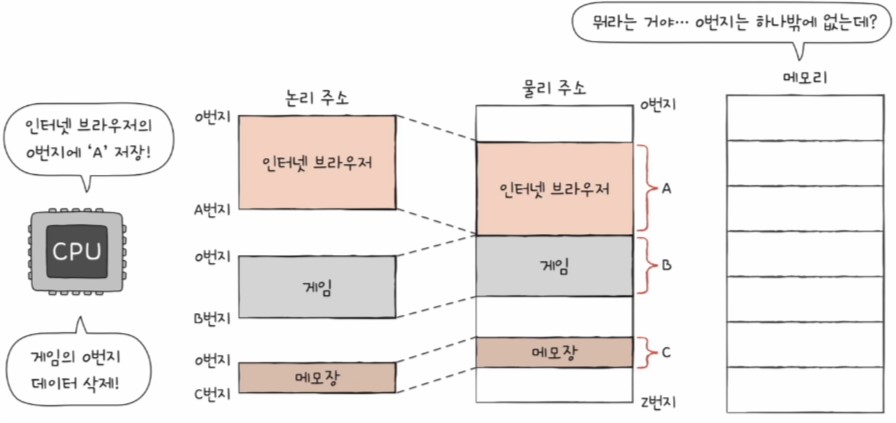 뭐라는 거야… 0번지는 하나밖에 없는데?
메모리
인터넷 브라우저의
0번지에 'A' 저장!
CPU
게임의 0번지
데이터 삭제!
논리 주소
0번지
인터넷 브라우저
A번지
0번지
게임
B번지
0번지
메모장
C번지
물리 주소
0번지
인터넷 브라우저
A
게임
B
메모장
C
Z번지